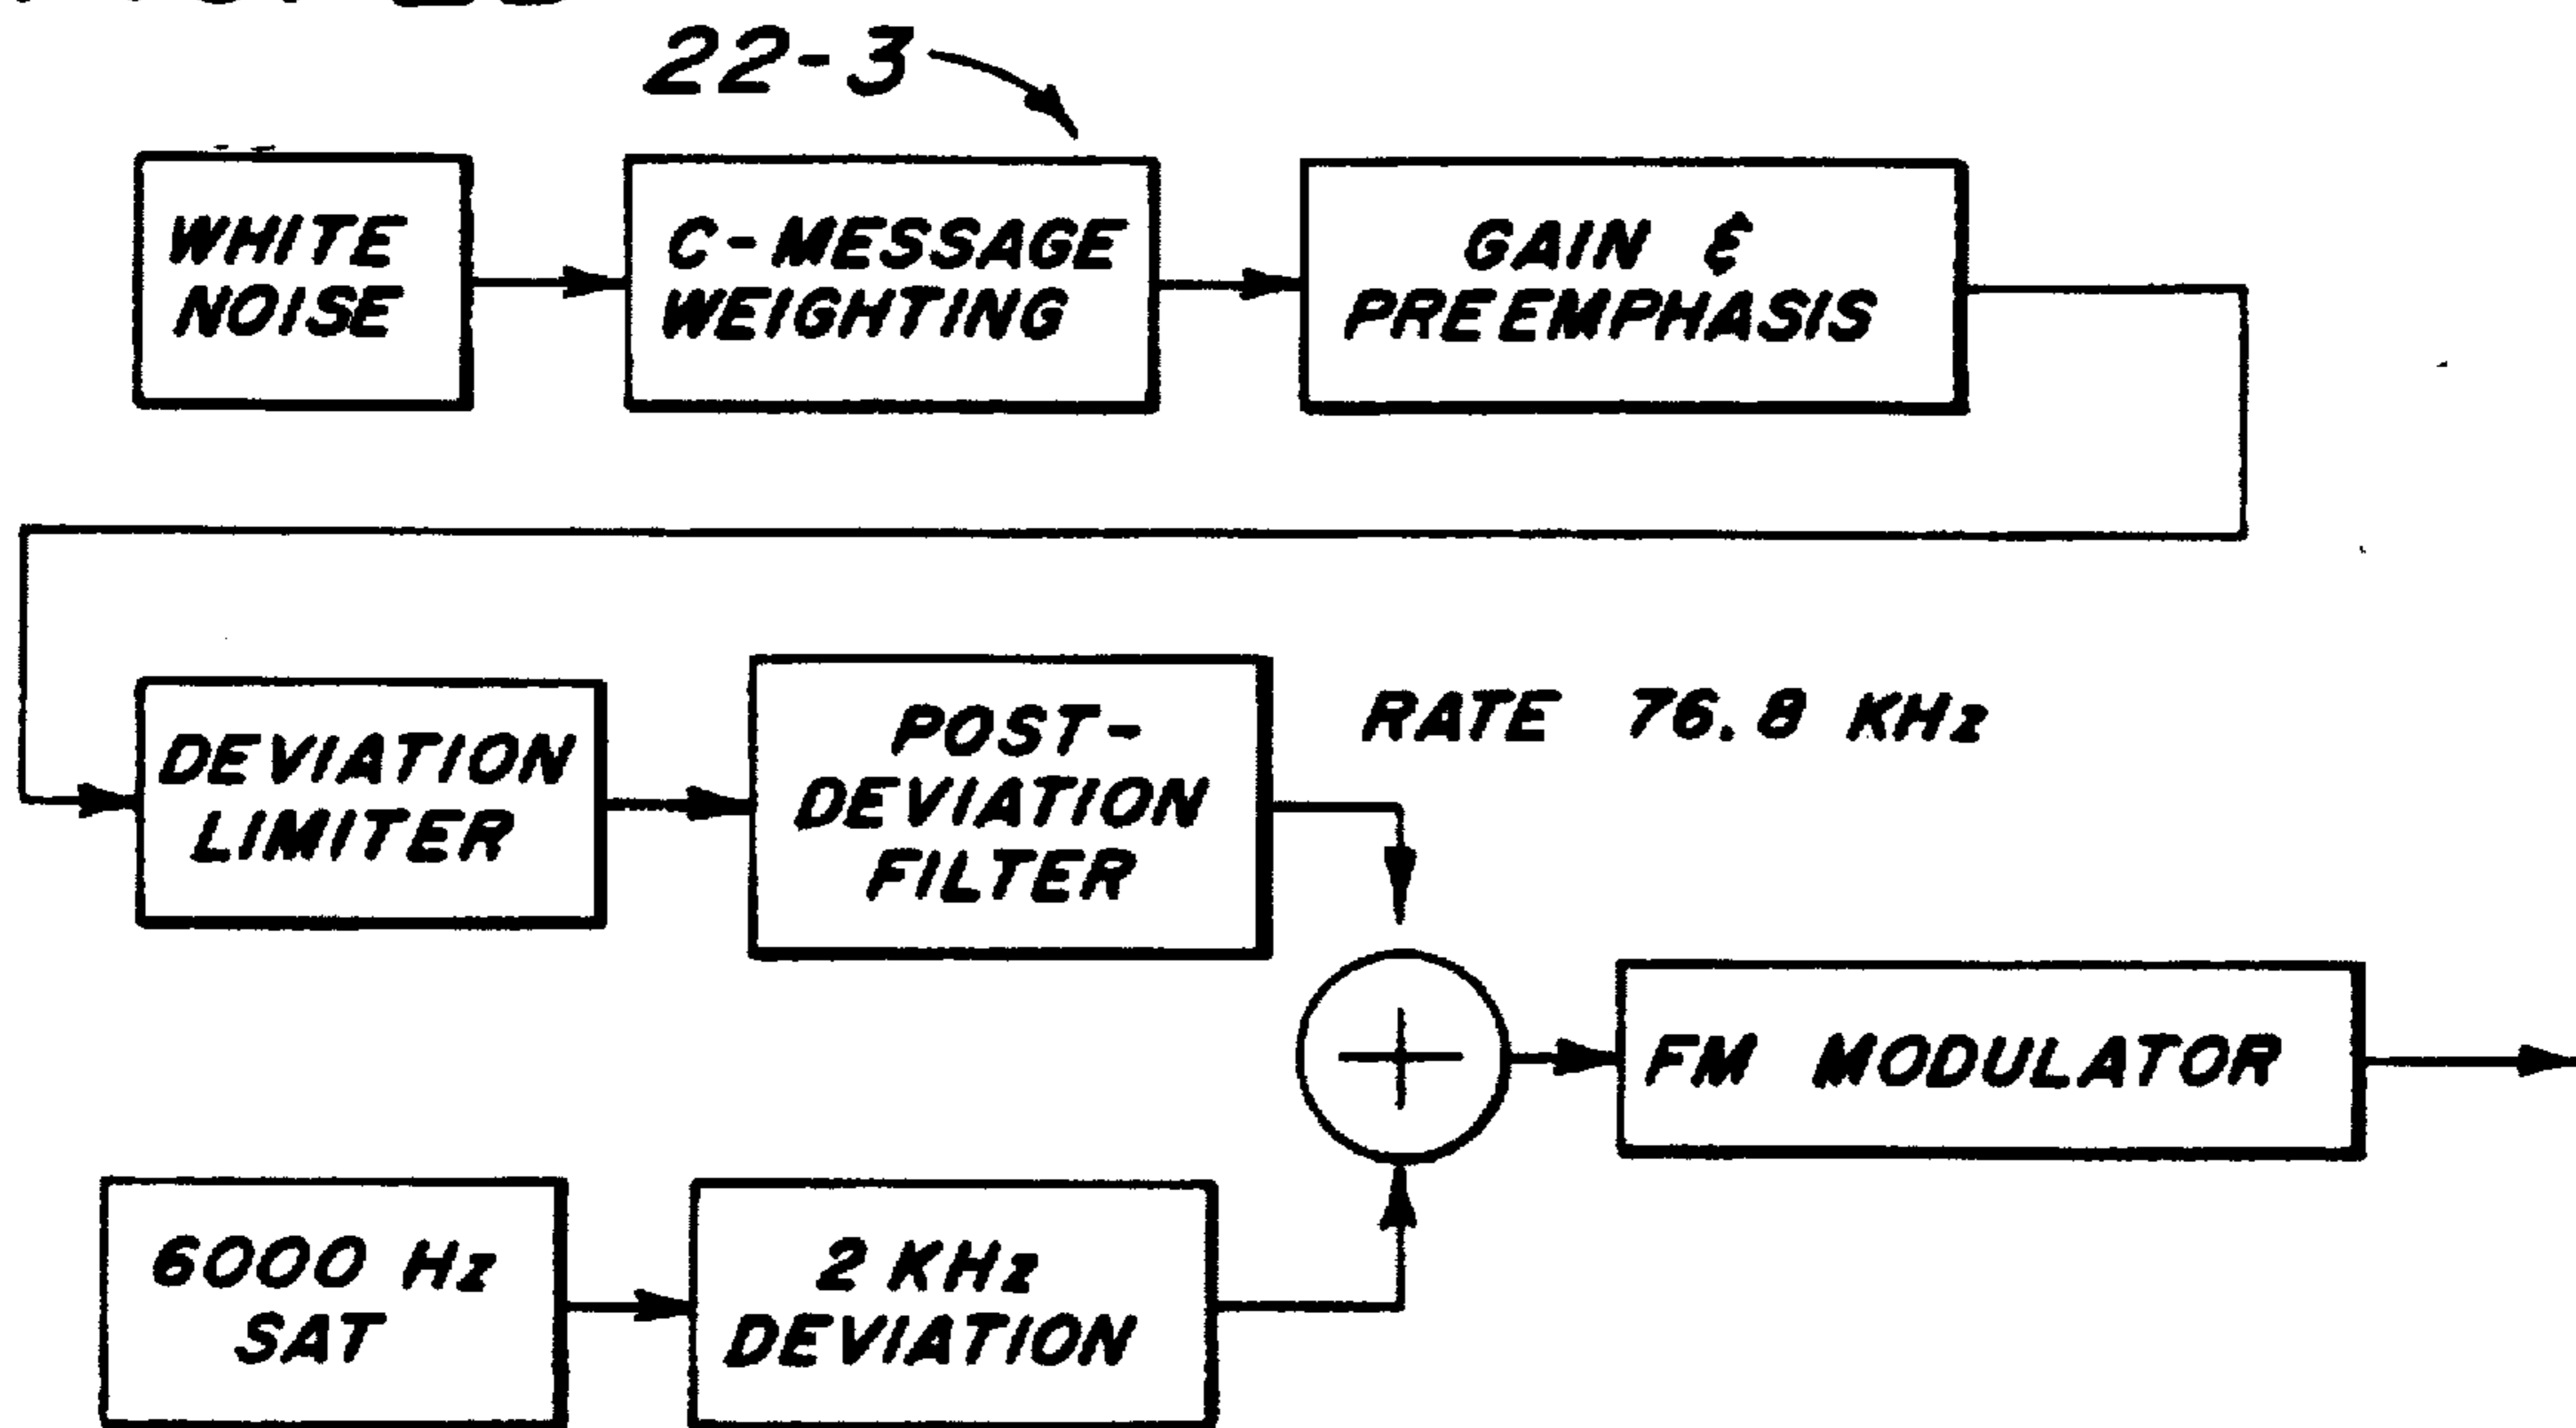 22-3
WHITE
NOISE
C-MESSAGE
WEIGHTING
GAIN &
PREEMPHASIS
DEVIATION
LIMITER
POST-
DEVIATION
FILTER
RATE 76.8 KHz
+
FM MODULATOR
6000 Hz
SAT
2 KHz
DEVIATION